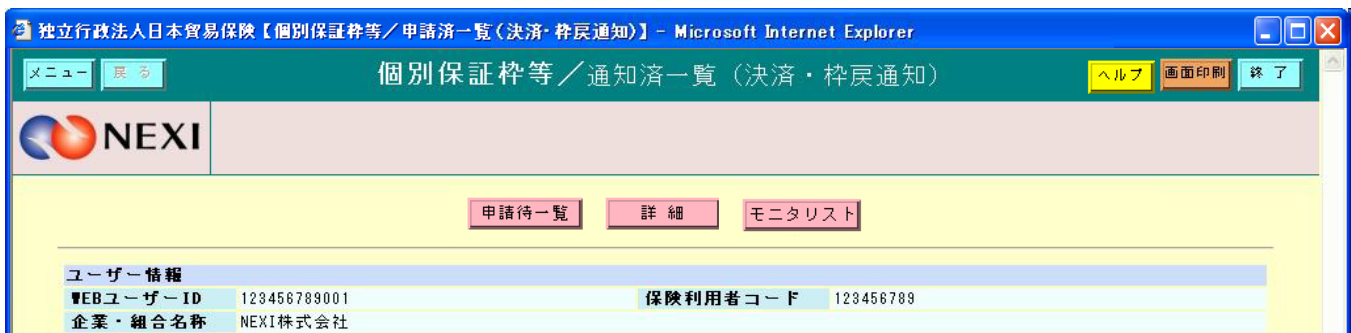 独立行政法人日本貿易保険【個別保証枠等／申請済一覧（決済・枠戻通知）】 - Microsoft Internet Explorer
メニュー 戻る 個別保証枠等／通知済一覧（決済・枠戻通知） ヘルプ 画面印刷 終了
NEXI
申請待一覧 詳細 モニタリスト
ユーザー情報
WEBユーザーID 123456789001 保険利用者コード 123456789
企業・組合名称 NEXI株式会社